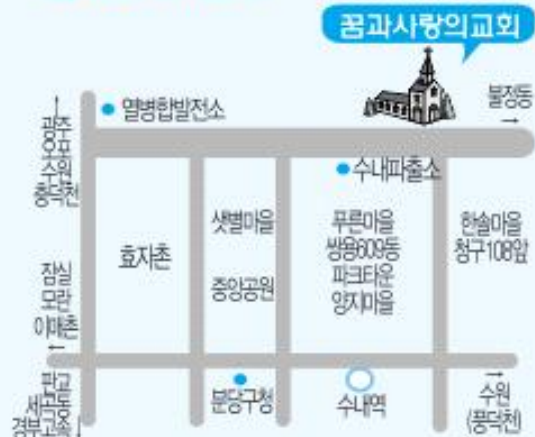 꿈과사랑의교회
불정동
→
열병합발전소
←
광주
오포
수원
충덕천
수내파출소
샛별마을
중앙공원
효자촌
푸른마을
쌍용609동
파크타운
양지마을
한솔마을
청구108앞
잠실
모란
이매촌
←
판교
세곡동
경부고속↓
분당구청
수내역
→
수원
(풍덕천)